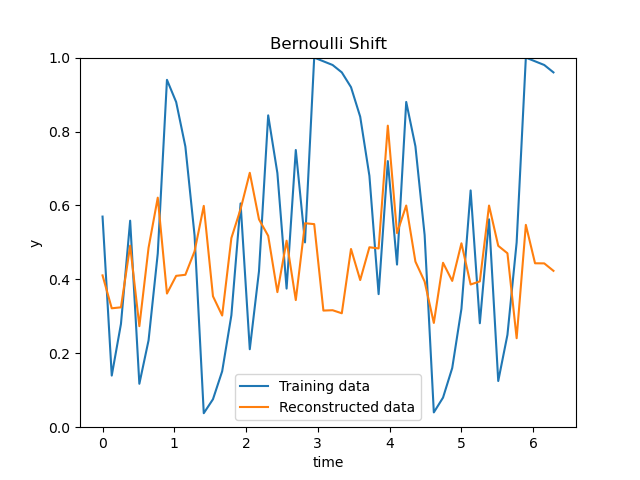 Bernoulli Shift
1.0
0.8
0.6
0.4
0.2
0.0
y
Training data
Reconstructed data
0 1 2 3 4 5 6
time